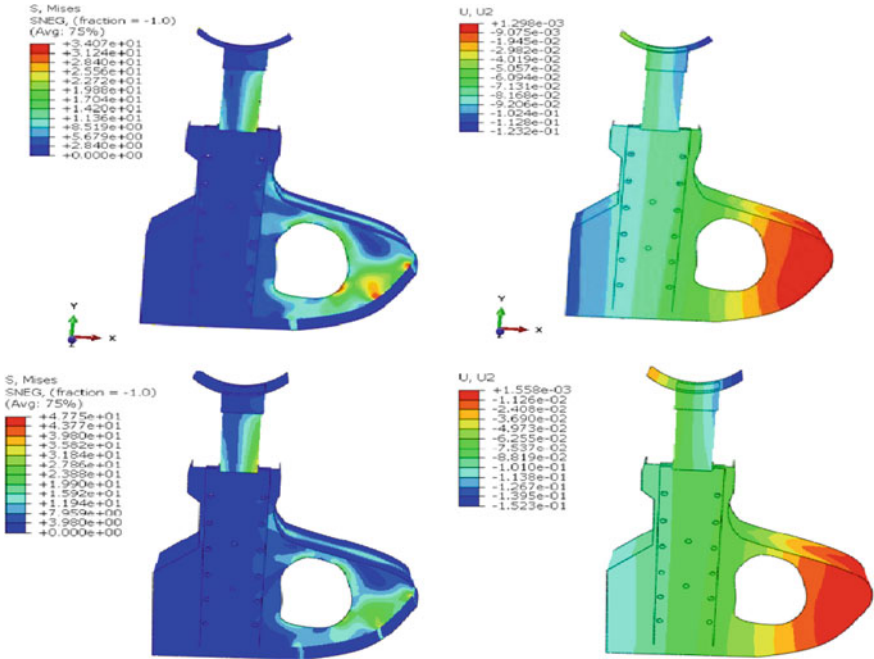 S, Mises
SNEG, (fraction = -1.0)
(Avg: 75%)
+3.407e+01
+3.124e+01
+2.840e+01
+2.556e+01
+2.272e+01
+1.988e+01
+1.704e+01
+1.420e+01
+1.136e+01
+8.519e+00
+5.679e+00
+2.840e+00
+0.000e+00
Y
X
Z
U, U2
+1.298e-03
-9.075e-03
-1.945e-02
-2.982e-02
-4.019e-02
-5.057e-02
-6.094e-02
-7.131e-02
-8.168e-02
-9.206e-02
-1.024e-01
-1.128e-01
-1.232e-01
Y
X
Z
S, Mises
SNEG, (fraction = -1.0)
(Avg: 75%)
+4.775e+01
+4.377e+01
+3.980e+01
+3.582e+01
+3.184e+01
+2.786e+01
+2.388e+01
+1.990e+01
+1.592e+01
+1.194e+01
+7.959e+00
+3.980e+00
+0.000e+00
U, U2
+1.558e-03
-1.126e-02
-2.408e-02
-3.690e-02
-4.973e-02
-6.255e-02
-7.537e-02
-8.819e-02
-1.010e-01
-1.138e-01
-1.267e-01
-1.395e-01
-1.523e-01